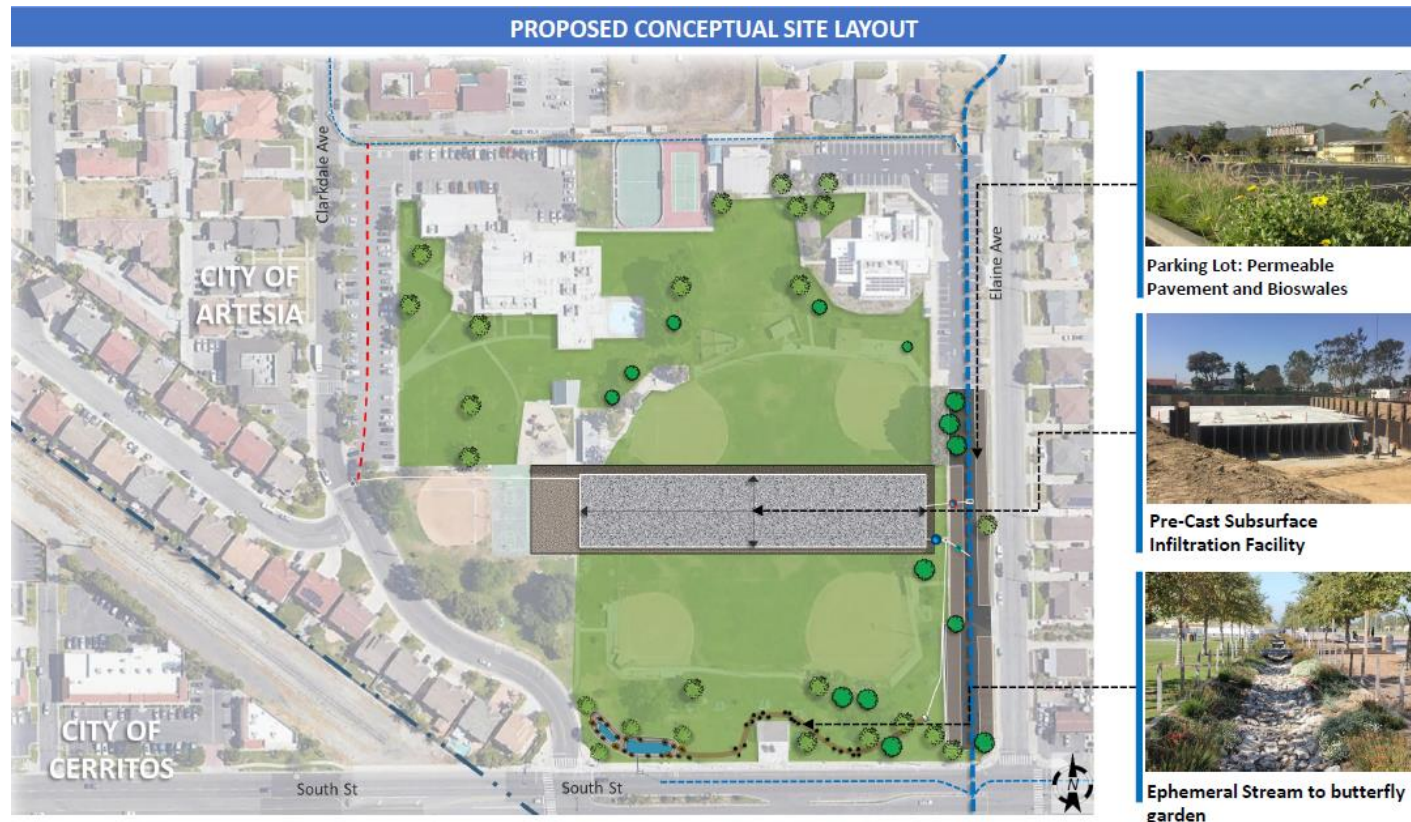 PROPOSED CONCEPTUAL SITE LAYOUT
Clarkdale Ave
CITY OF
ARTESIA
Elaine Ave
CITY OF
CERRITOS
South St
South St
N
Parking Lot: Permeable
Pavement and Bioswales
Pre-Cast Subsurface
Infiltration Facility
Ephemeral Stream to butterfly
garden